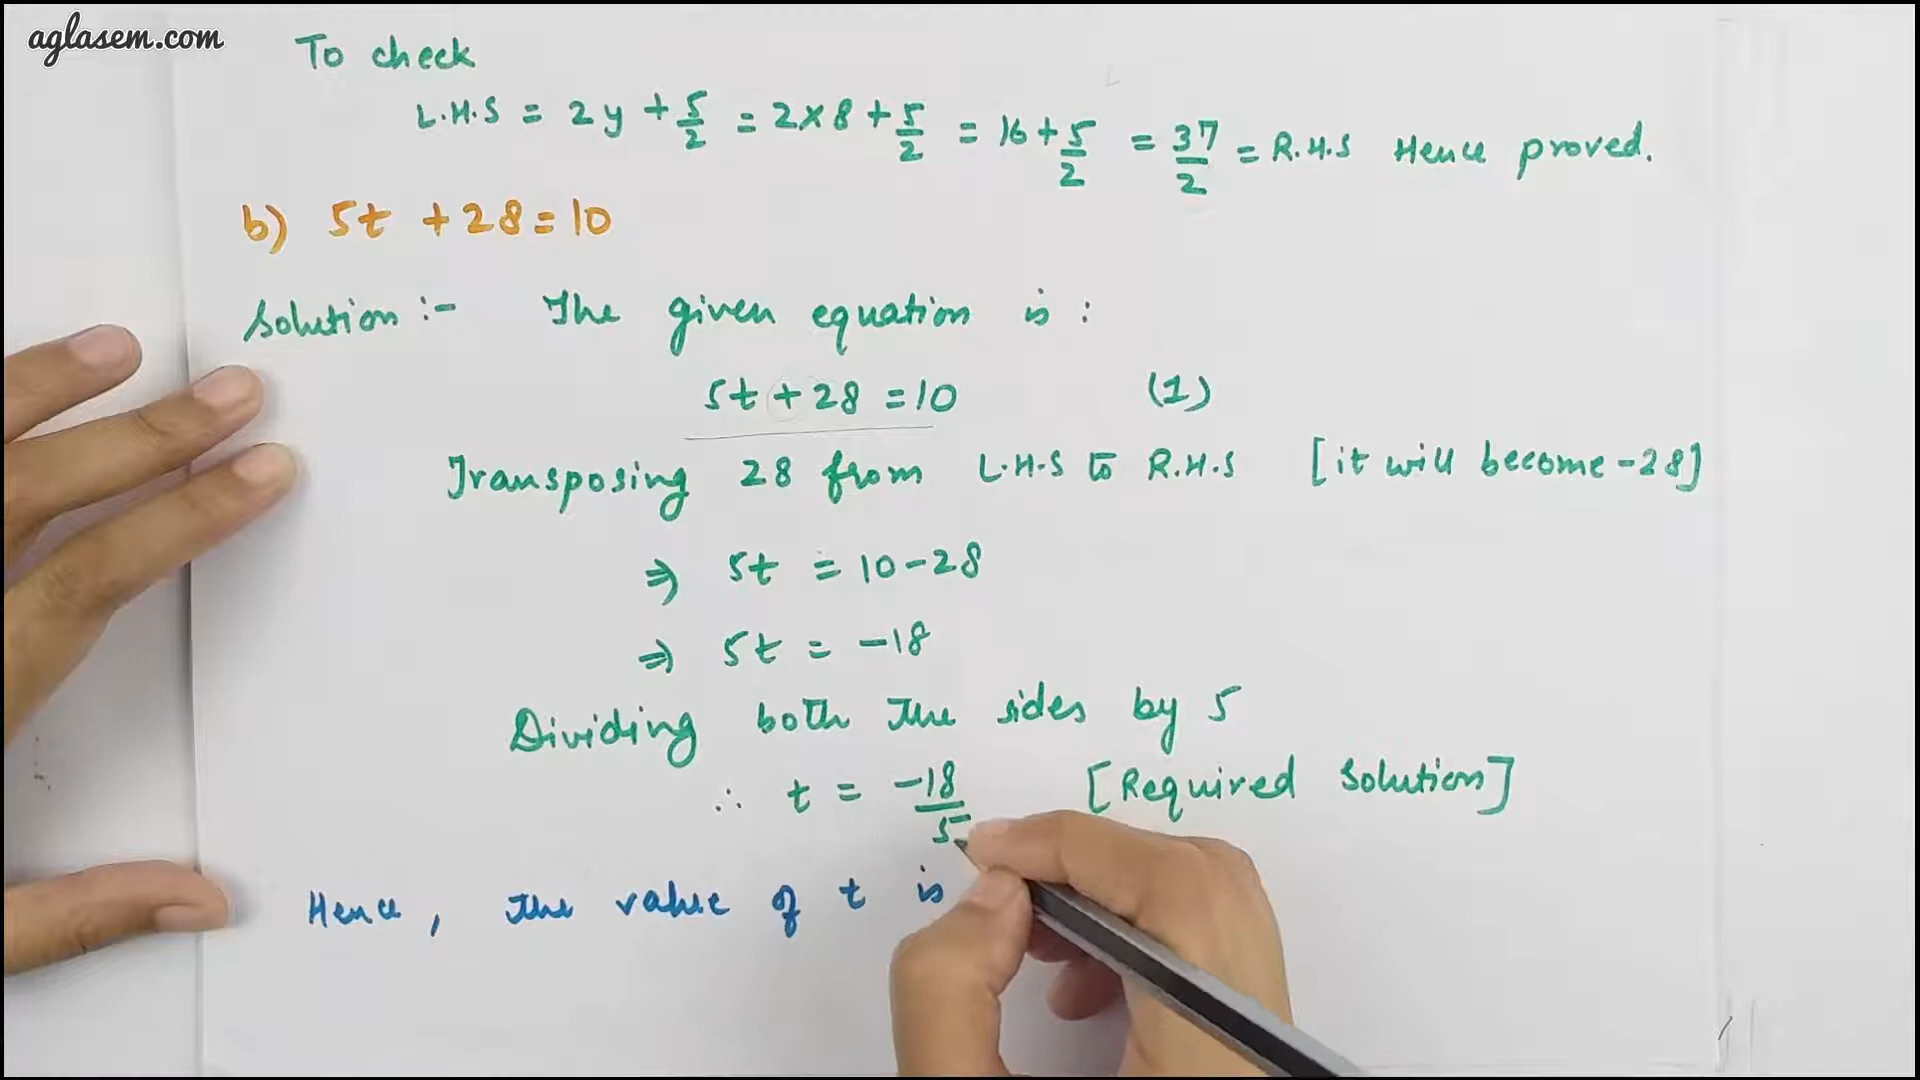 aglasem.com
To check
L.H.S = 2y + 5/2 = 2×8 + 5/2 = 16 + 5/2 = 37/2 = R.H.S Hence proved.
b) 5t + 28 = 10
Solution :- The given equation is :
5t + 28 = 10 (1)
Transposing 28 from L.H.S to R.H.S [it will become -28]
⇒ 5t = 10 - 28
⇒ 5t = -18
Dividing both the sides by 5
∴ t = -18/5 [Required Solution]
Hence, the value of t is